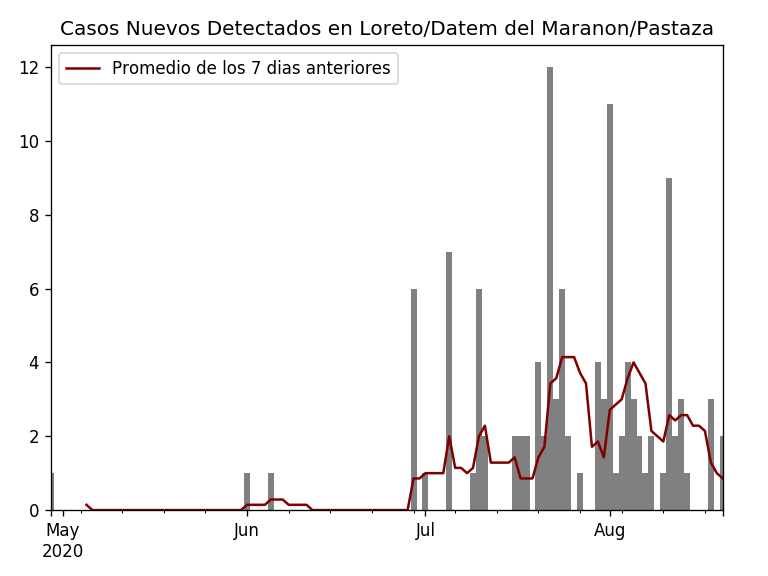 Casos Nuevos Detectados en Loreto/Datem del Maranon/Pastaza
Promedio de los 7 dias anteriores
12
10
8
6
4
2
0
May
2020
Jun
Jul
Aug